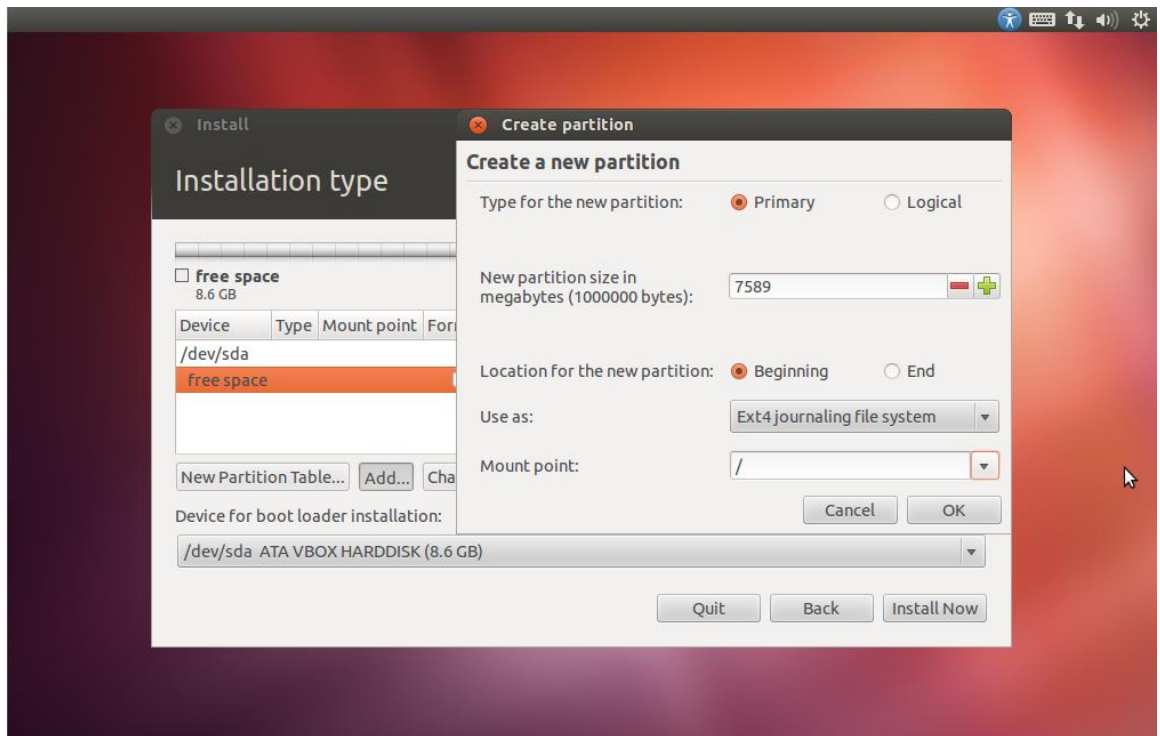 Install
Installation type
free space
8.6 GB
Device Type Mount point
/dev/sda
free space
New Partition Table... Add...
Device for boot loader installation:
/dev/sda ATA VBOX HARDDISK (8.6 GB)
Quit Back Install Now
Create partition
Create a new partition
Type for the new partition: Primary Logical
New partition size in
megabytes (1000000 bytes):
7589
Location for the new partition: Beginning End
Use as: Ext4 journaling file system
Mount point: /
Cancel OK